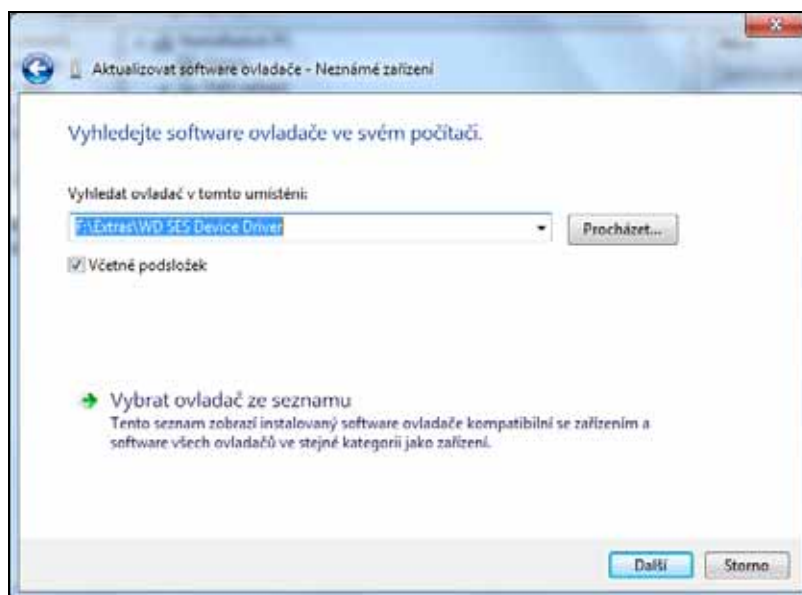 Aktualizovat software ovladače - Neznámé zařízení
Vyhledejte software ovladače ve svém počítači.
Vyhledat ovladač v tomto umístění:
F:\Extras\WD SES Device Driver
Procházet...
Včetně podsložek
Vybrat ovladač ze seznamu
Tento seznam zobrazí instalovaný software ovladače kompatibilní se zařízením a
software všech ovladačů ve stejné kategorii jako zařízení.
Další
Storno